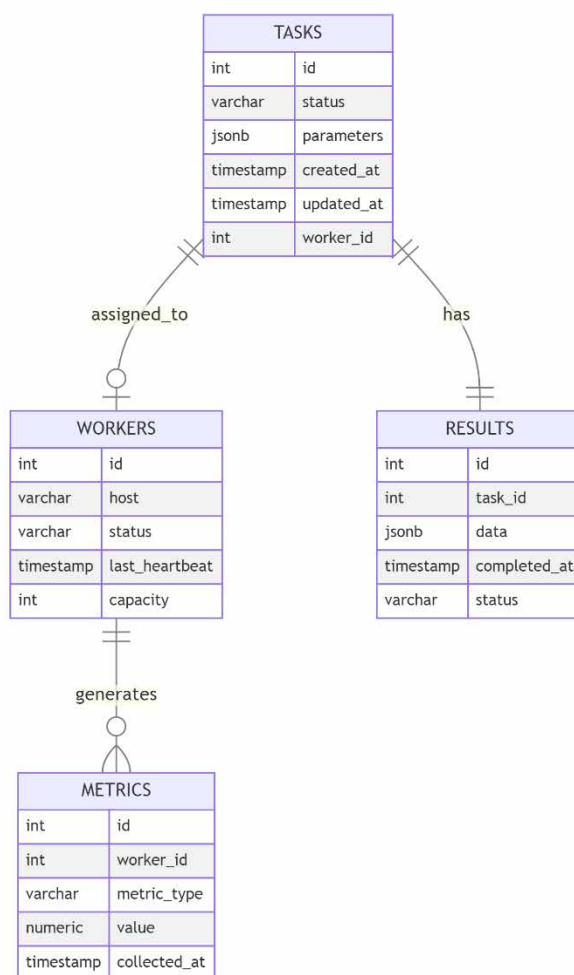 TASKS
int id
varchar status
jsonb parameters
timestamp created_at
timestamp updated_at
int worker_id
assigned_to
has
WORKERS
int id
varchar host
varchar status
timestamp last_heartbeat
int capacity
RESULTS
int id
int task_id
jsonb data
timestamp completed_at
varchar status
generates
METRICS
int id
int worker_id
varchar metric_type
numeric value
timestamp collected_at